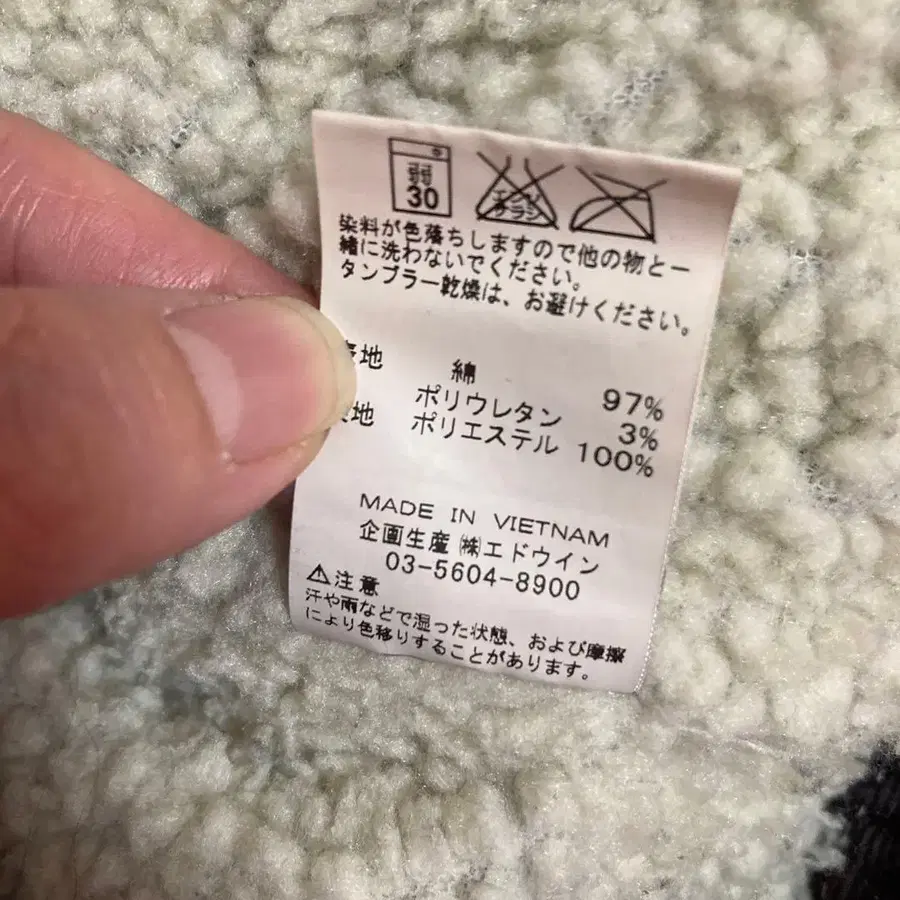 弱
30
エンソ
サラシ
染料が色落ちしますので他の物と一
緒に洗わないでください。
タンブラー乾燥は、お避けください。
地 綿 97%
ポリウレタン 3%
地 ポリエステル 100%
MADE IN VIETNAM
企画生産 ㈱エドウイン
03-5604-8900
⚠注意
汗や雨などで湿った状態、および摩擦
により色移りすることがあります。